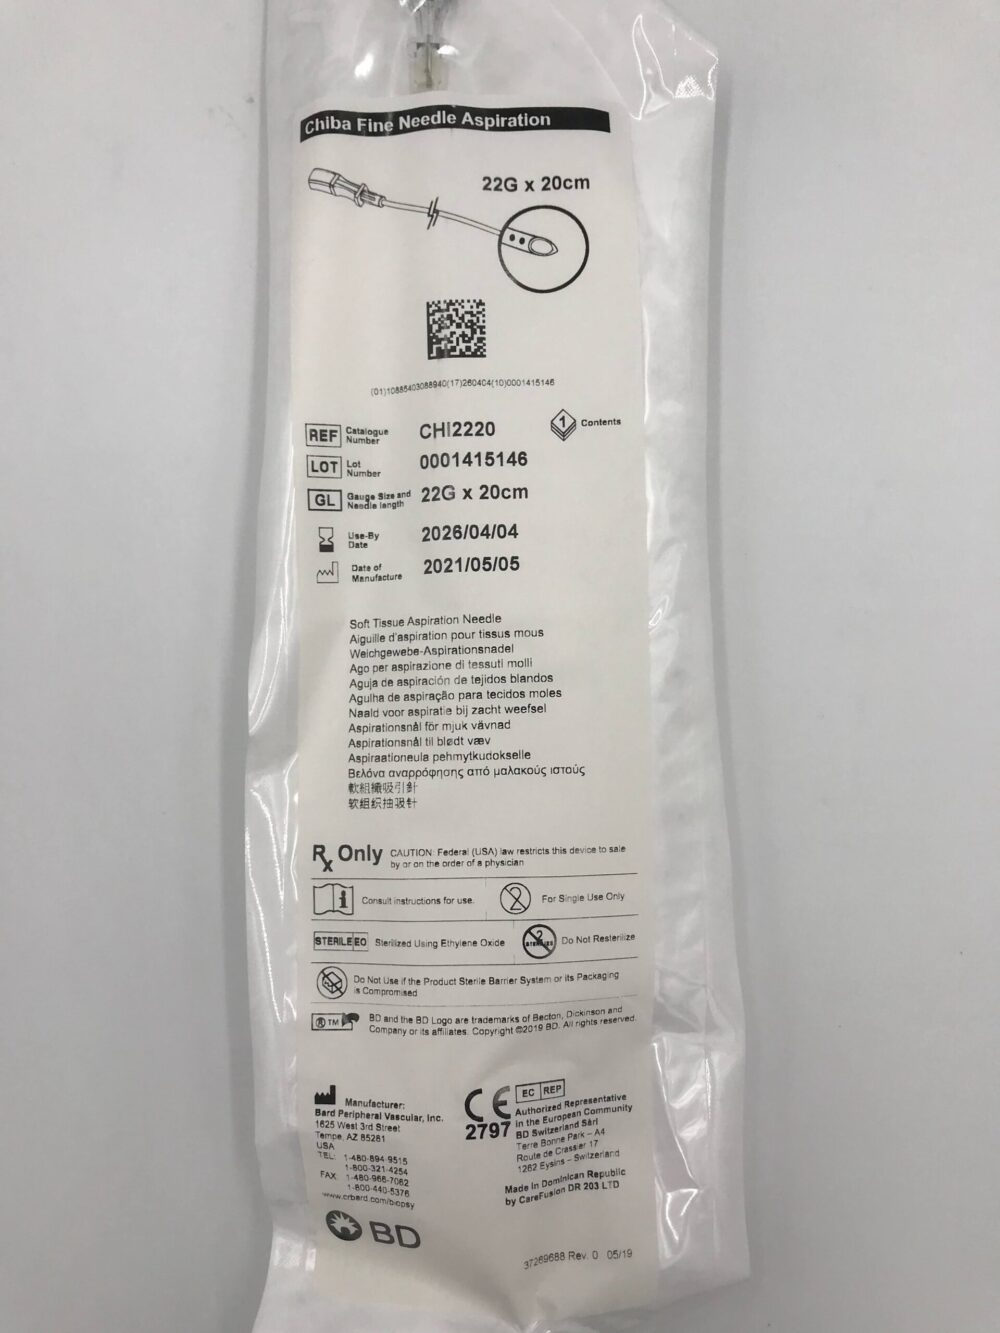 Chiba Fine Needle Aspiration
22G x 20cm
(01)10885403088940(17)260404(10)0001415146
REF Catalogue Number CHI2220
1 Contents
LOT Lot Number 0001415146
GL Gauge Size and Needle length 22G x 20cm
Use-By Date 2026/04/04
Date of Manufacture 2021/05/05
Soft Tissue Aspiration Needle
Aiguille d'aspiration pour tissus mous
Weichgewebe-Aspirationsnadel
Ago per aspirazione di tessuti molli
Aguja de aspiración de tejidos blandos
Agulha de aspiração para tecidos moles
Naald voor aspiratie bij zacht weefsel
Aspirationsnål för mjuk vävnad
Aspirationsnål til blødt væv
Aspiraationeula pehmytkudokselle
Βελόνα αναρρόφησης από μαλακούς ιστούς
軟組織吸引針
软组织抽吸针
Rx Only CAUTION: Federal (USA) law restricts this device to sale
by or on the order of a physician
Consult instructions for use.
2 For Single Use Only
STERILE EO Sterilized Using Ethylene Oxide
2 STERILIZE Do Not Resterilize
Do Not Use if the Product Sterile Barrier System or its Packaging
is Compromised
® TM BD and the BD Logo are trademarks of Becton, Dickinson and
Company or its affiliates. Copyright ©2019 BD. All rights reserved.
Manufacturer:
Bard Peripheral Vascular, Inc.
1625 West 3rd Street
Tempe, AZ 85281
USA
TEL: 1-480-894-9515
1-800-321-4254
FAX: 1-480-966-7062
1-800-440-5376
www.crbard.com/biopsy
BD
CE
2797
EC REP
Authorized Representative
in the European Community
BD Switzerland Sàrl
Terre Bonne Park – A4
Route de Crassier 17
1262 Eysins – Switzerland
Made in Dominican Republic
by CareFusion DR 203 LTD
37269688 Rev. 0 05/19